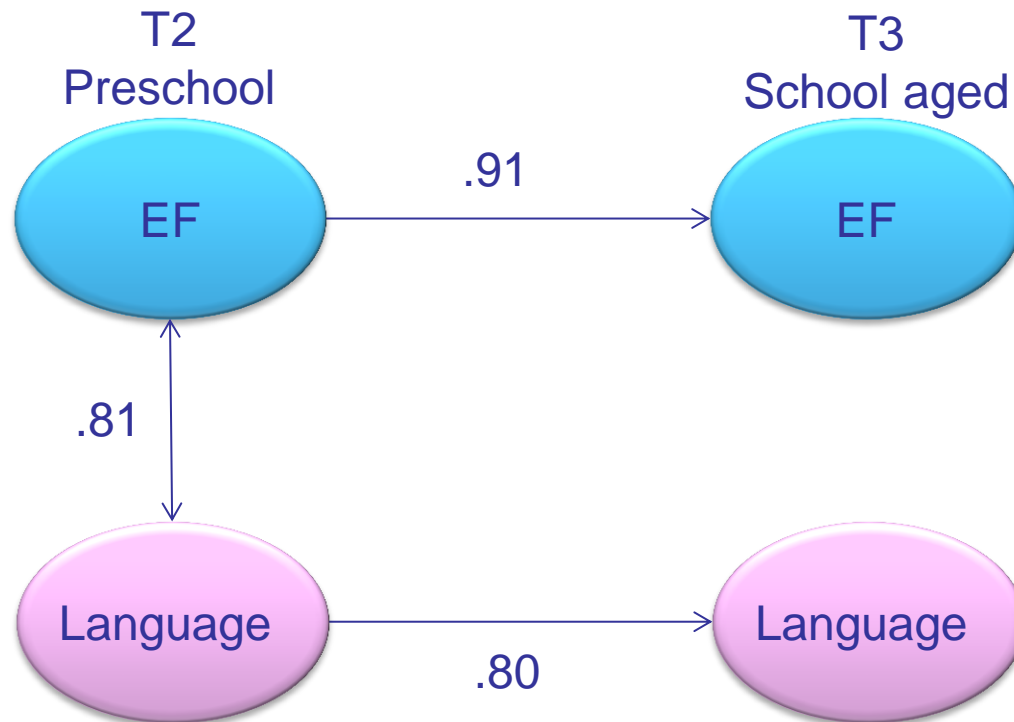 T2
Preschool
T3
School aged
EF
.91
EF
.81
Language
.80
Language